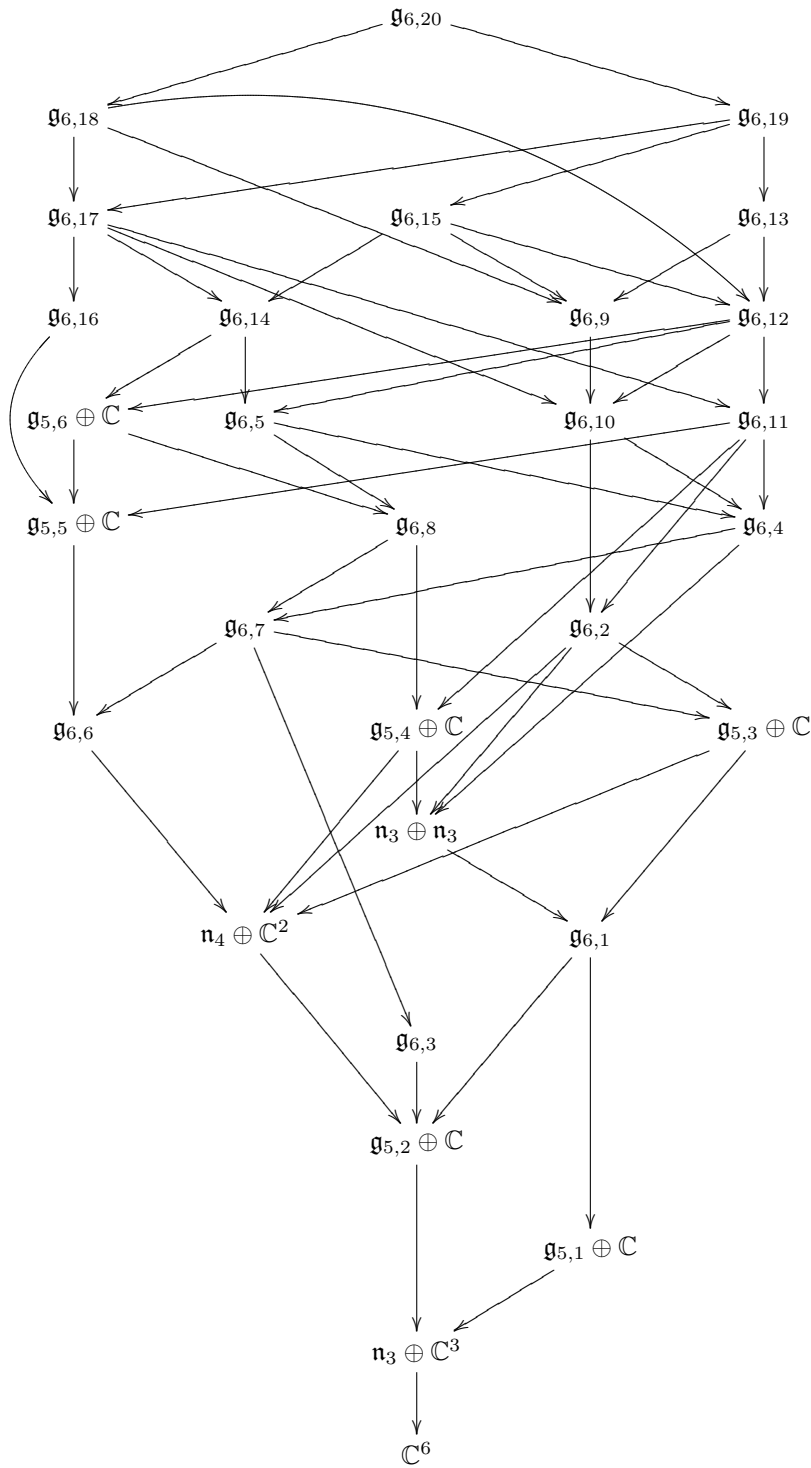 𝔤6,20
𝔤6,18 𝔤6,19
𝔤6,17 𝔤6,15 𝔤6,13
𝔤6,16 𝔤6,14 𝔤6,9 𝔤6,12
𝔤5,6 ⊕ ℂ 𝔤6,5 𝔤6,10 𝔤6,11
𝔤5,5 ⊕ ℂ 𝔤6,8 𝔤6,4
𝔤6,7 𝔤6,2
𝔤6,6 𝔤5,4 ⊕ ℂ 𝔤5,3 ⊕ ℂ
𝔫3 ⊕ 𝔫3
𝔫4 ⊕ ℂ² 𝔤6,1
𝔤6,3
𝔤5,2 ⊕ ℂ
𝔤5,1 ⊕ ℂ
𝔫3 ⊕ ℂ³
ℂ⁶